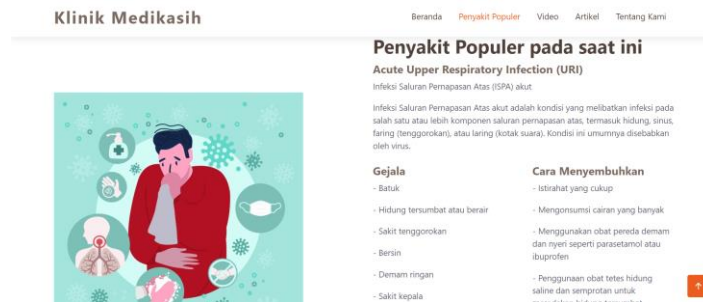 Klinik Medikasih
Beranda Penyakit Populer Video Artikel Tentang Kami
Penyakit Populer pada saat ini
Acute Upper Respiratory Infection (URI)
Infeksi Saluran Pernapasan Atas (ISPA) akut
Infeksi Saluran Pernapasan Atas akut adalah kondisi yang melibatkan infeksi pada
salah satu atau lebih komponen saluran pernapasan atas, termasuk hidung, sinus,
faring (tenggorokan), atau laring (kotak suara). Kondisi ini umumnya disebabkan
oleh virus.
Gejala
- Batuk
- Hidung tersumbat atau berair
- Sakit tenggorokan
- Bersin
- Demam ringan
- Sakit kepala
Cara Menyembuhkan
- Istirahat yang cukup
- Mengonsumsi cairan yang banyak
- Menggunakan obat pereda demam
dan nyeri seperti parasetamol atau
ibuprofen
- Penggunaan obat tetes hidung
saline dan semprotan untuk